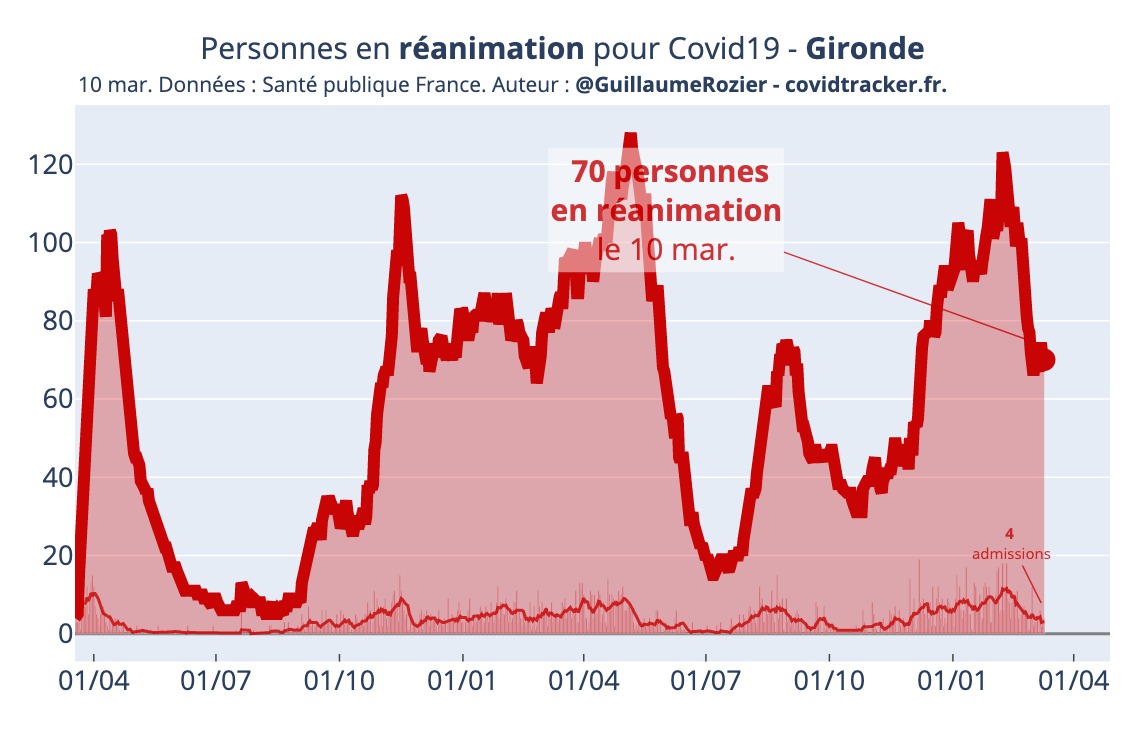 Personnes en réanimation pour Covid19 - Gironde
10 mar. Données : Santé publique France. Auteur : @GuillaumeRozier - covidtracker.fr.
70 personnes
en réanimation
le 10 mar.
120
100
80
60
40
20
0
4
admissions
01/04
01/07
01/10
01/01
01/04
01/07
01/10
01/01
01/04